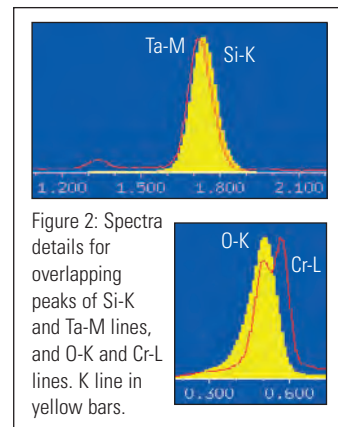 Ta-M
Si-K
1.200 1.500 1.800 2.100
Figure 2: Spectra
details for
overlapping
peaks of Si-K
and Ta-M lines,
and O-K and Cr-L
lines. K line in
yellow bars.
O-K
Cr-L
0.300 0.600